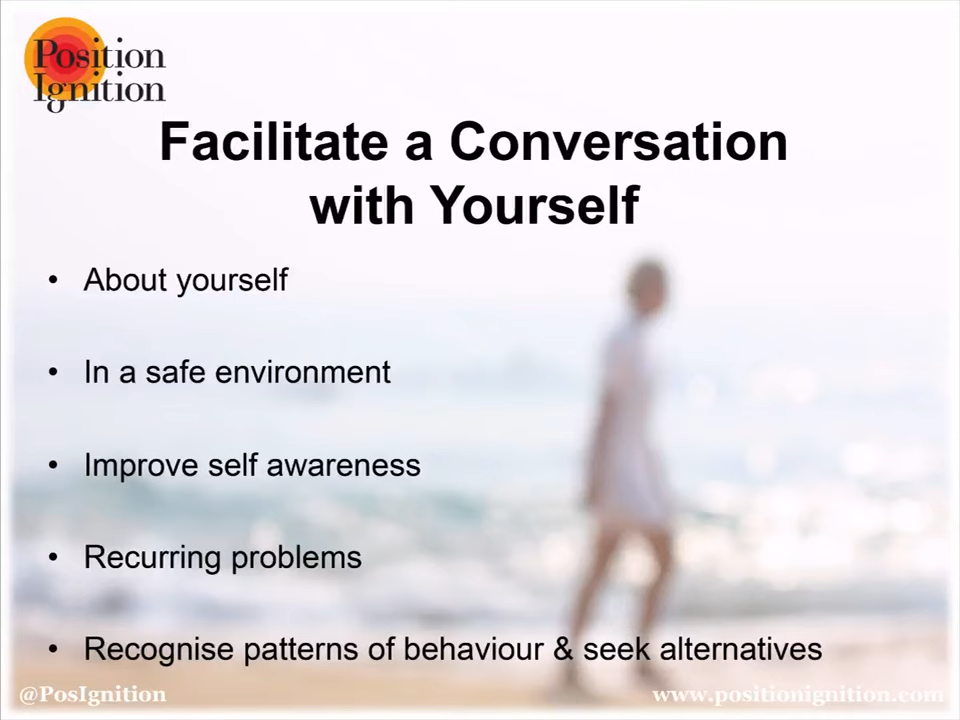 Position
Ignition
Facilitate a Conversation
with Yourself
• About yourself
• In a safe environment
• Improve self awareness
• Recurring problems
• Recognise patterns of behaviour & seek alternatives
@PosIgnition
www.positionignition.com